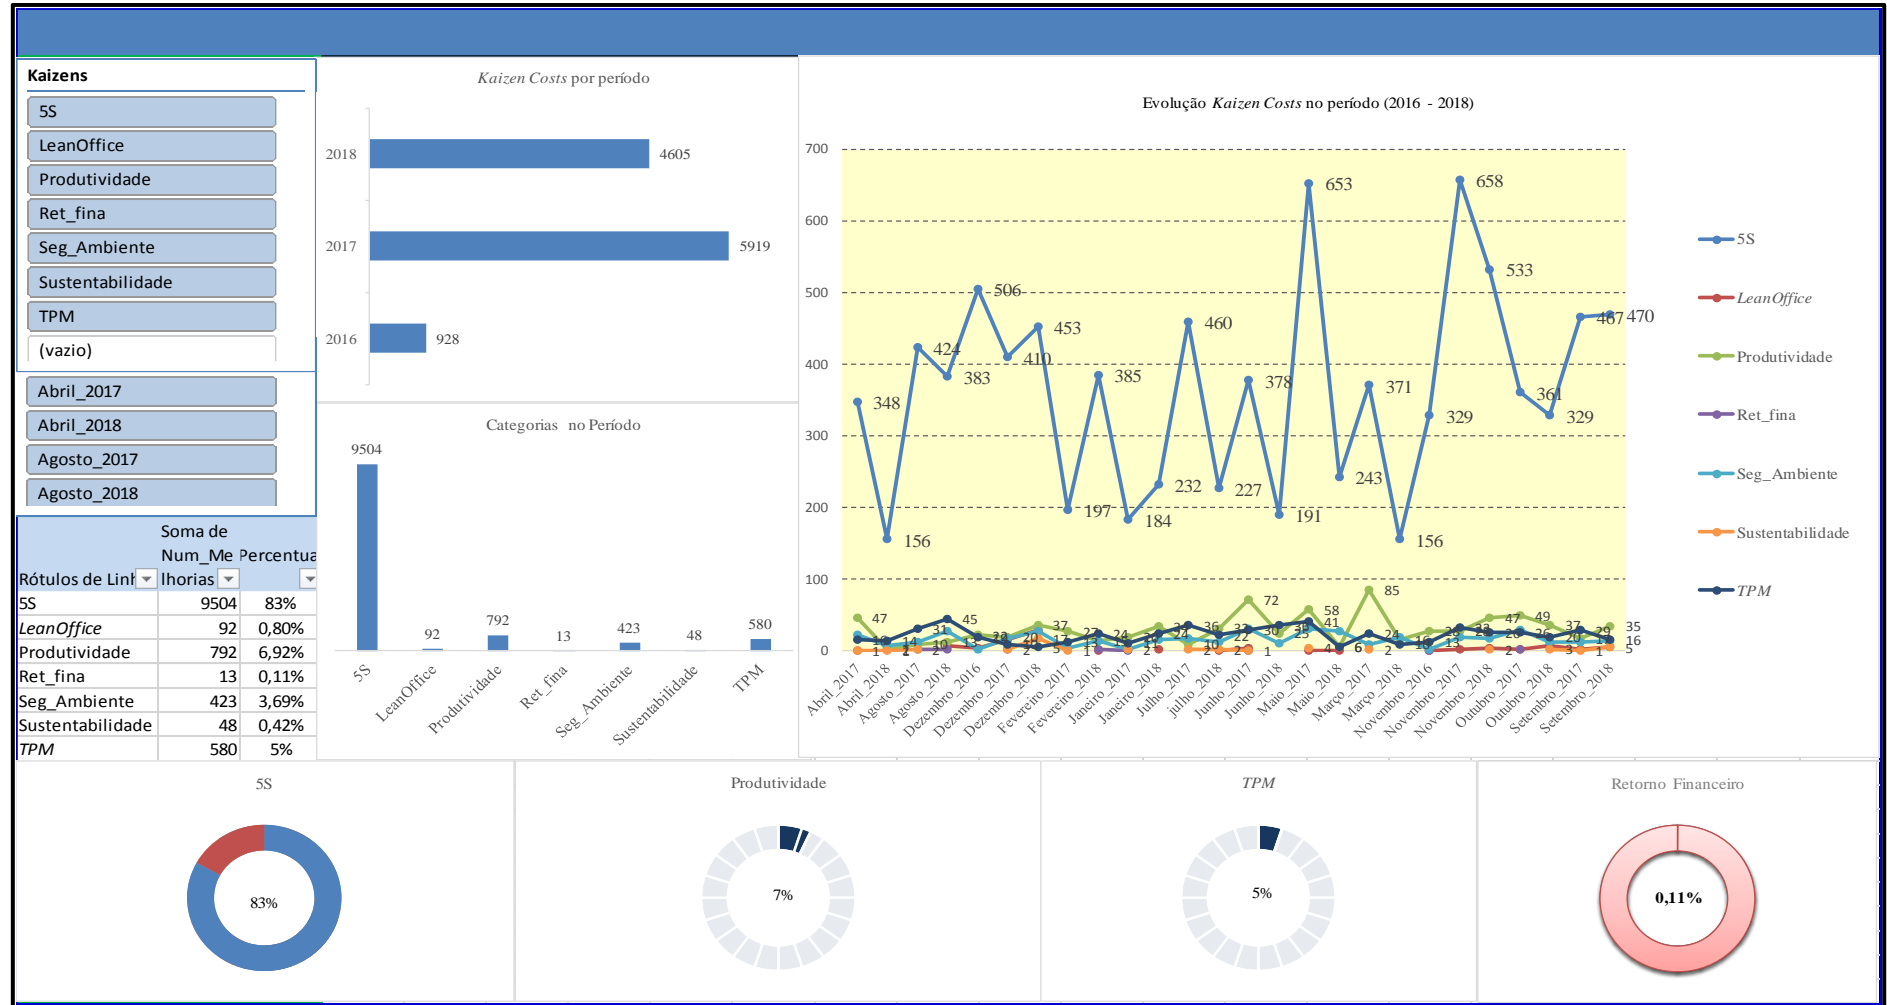 Kaizens
5S
LeanOffice
Produtividade
Ret_fina
Seg_Ambiente
Sustentabilidade
TPM
(vazio)
Abril_2017
Abril_2018
Agosto_2017
Agosto_2018
Soma de
Num_Me Percentua
Rótulos de Linh lhorias
5S 9504 83%
LeanOffice 92 0,80%
Produtividade 792 6,92%
Ret_fina 13 0,11%
Seg_Ambiente 423 3,69%
Sustentabilidade 48 0,42%
TPM 580 5%
Kaizen Costs por período
2018 4605
2017 5919
2016 928
Categorias no Período
9504 92 792 13 423 48 580
5S LeanOffice Produtividade Ret_fina Seg_Ambiente Sustentabilidade TPM
Evolução Kaizen Costs no período (2016 - 2018)
700
600
500
400
300
200
100
0
348 156 424 383 506 410 453 197 385 184 232 460 227 378 191 653 243 371 156 329 658 533 361 329 467 470
47 31 45 37 24 36 72 58 41 85 24 47 49 37 35 16 5
Abril_2017 Abril_2018 Agosto_2017 Agosto_2018 Dezembro_2016 Dezembro_2017 Dezembro_2018 Fevereiro_2017 Fevereiro_2018 Janeiro_2017 Janeiro_2018 Julho_2017 julho_2018 Junho_2017 Junho_2018 Maio_2017 Maio_2018 Março_2017 Março_2018 Novembro_2016 Novembro_2017 Novembro_2018 Outubro_2017 Outubro_2018 Setembro_2017 Setembro_2018
5S
LeanOffice
Produtividade
Ret_fina
Seg_Ambiente
Sustentabilidade
TPM
5S
83%
Produtividade
7%
TPM
5%
Retorno Financeiro
0,11%